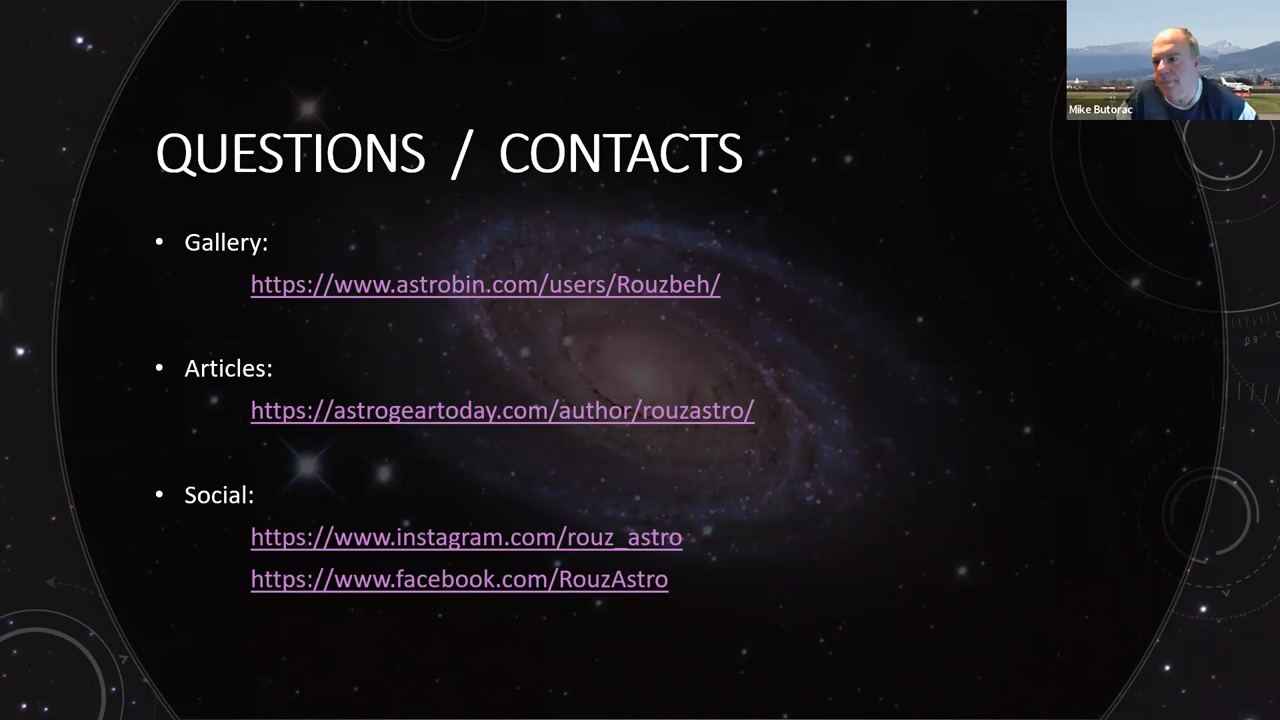 Mike Butorac
QUESTIONS / CONTACTS
• Gallery:
https://www.astrobin.com/users/Rouzbeh/
• Articles:
https://astrogeartoday.com/author/rouzastro/
• Social:
https://www.instagram.com/rouz_astro
https://www.facebook.com/RouzAstro